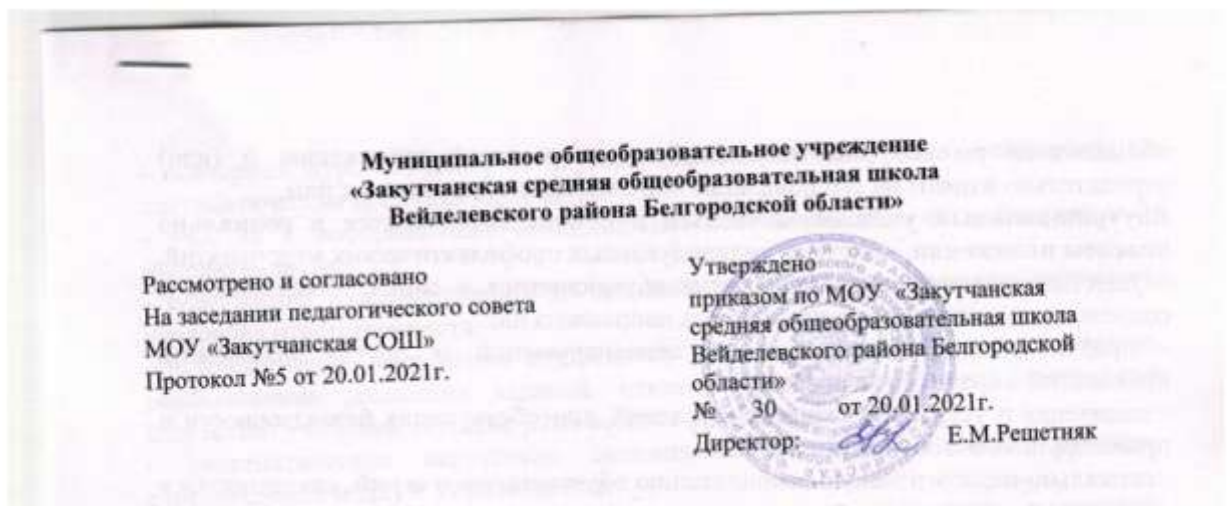 Муниципальное общеобразовательное учреждение
«Закутчанская средняя общеобразовательная школа
Вейделевского района Белгородской области»
Рассмотрено и согласовано
На заседании педагогического совета
МОУ «Закутчанская СОШ»
Протокол №5 от 20.01.2021г.
Утверждено
приказом по МОУ «Закутчанская
средняя общеобразовательная школа
Вейделевского района Белгородской
области»
№ 30 от 20.01.2021г.
Директор: Е.М.Решетняк